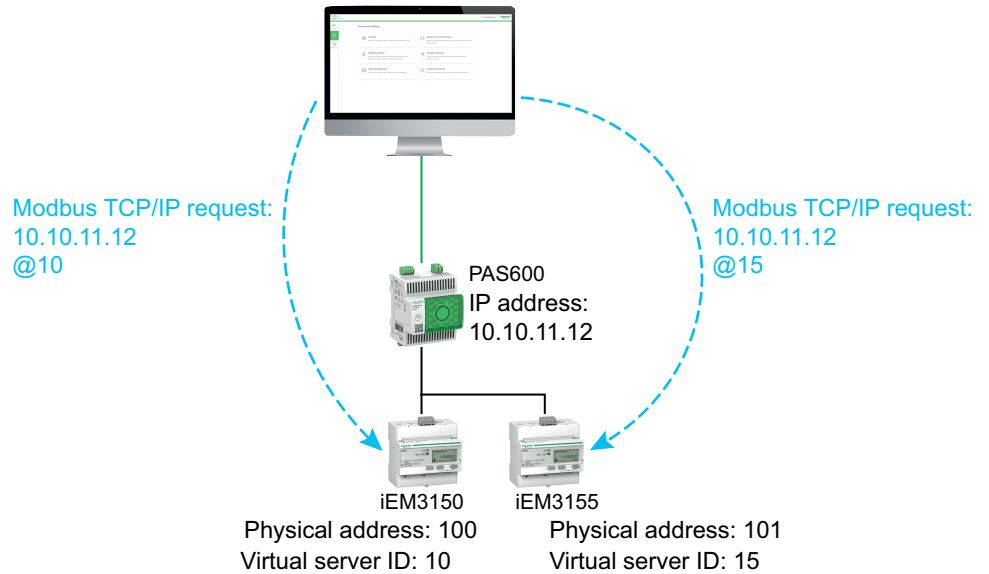 Modbus TCP/IP request:
10.10.11.12
@10
Modbus TCP/IP request:
10.10.11.12
@15
PAS600
IP address:
10.10.11.12
iEM3150
Physical address: 100
Virtual server ID: 10
iEM3155
Physical address: 101
Virtual server ID: 15